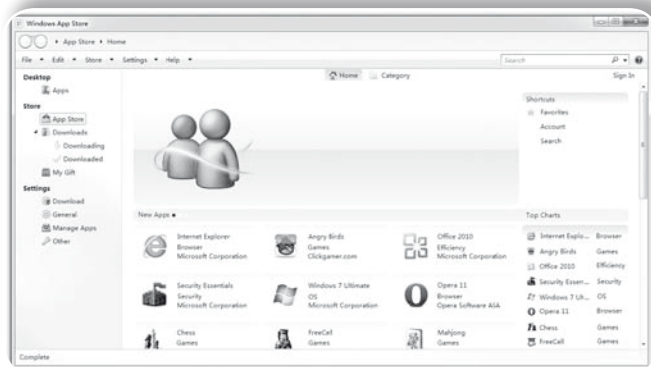 Windows App Store
App Store Home
File Edit Store Settings Help
Search
Home Category
Sign In
Desktop
Apps
Store
App Store
Downloads
Downloading
Downloaded
My Gift
Settings
Download
General
Manage Apps
Other
Shortcuts
Favorites
Account
Search
New Apps
Internet Explorer
Browser
Microsoft Corporation
Angry Birds
Games
Clickgamer.com
Office 2010
Efficiency
Microsoft Corporation
Security Essentials
Security
Microsoft Corporation
Windows 7 Ultimate
OS
Microsoft Corporation
Opera 11
Browser
Opera Software ASA
Chess
Games
FreeCell
Games
Mahjong
Games
Top Charts
Internet Explo... Browser
Angry Birds Games
Office 2010 Efficiency
Security Essen... Security
Windows 7 Ult... OS
Opera 11 Browser
Chess Games
FreeCell Games
Complete